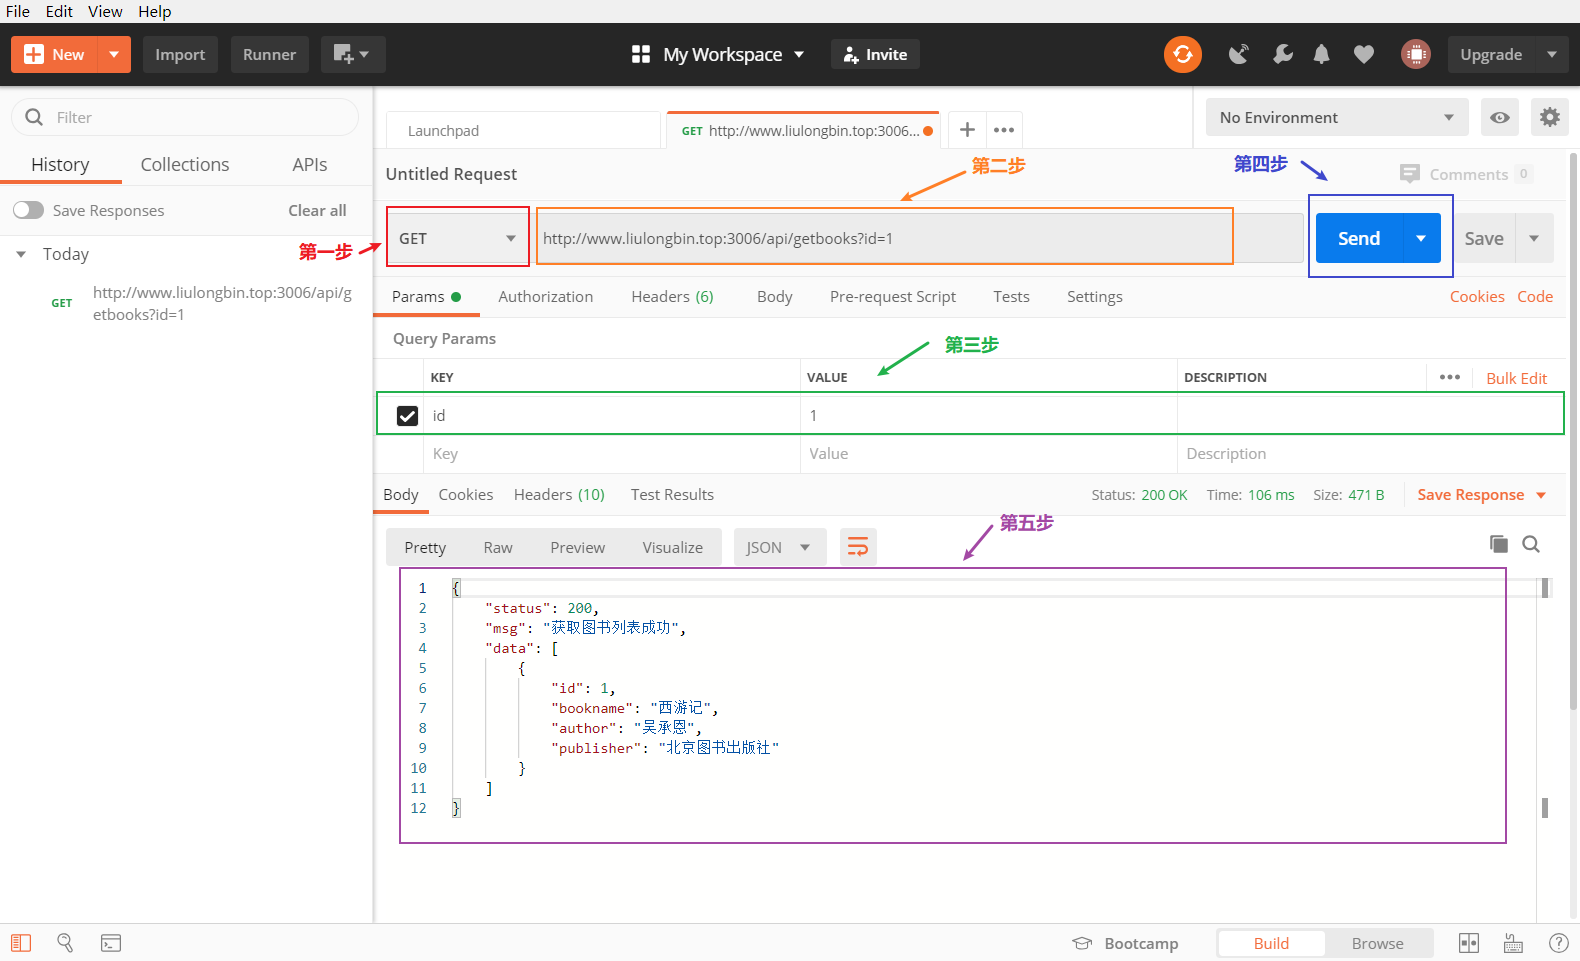 File Edit View Help
New Import Runner My Workspace Invite Upgrade
Filter
History Collections APIs
Save Responses Clear all
Today
GET http://www.liulongbin.top:3006/api/g
etbooks?id=1
Launchpad GET http://www.liulongbin.top:3006... No Environment
Untitled Request 第二步 第四步 Comments 0
第一步 GET http://www.liulongbin.top:3006/api/getbooks?id=1 Send Save
Params Authorization Headers (6) Body Pre-request Script Tests Settings Cookies Code
Query Params 第三步
KEY VALUE DESCRIPTION Bulk Edit
id 1
Key Value Description
Body Cookies Headers (10) Test Results Status: 200 OK Time: 106 ms Size: 471 B Save Response
第五步
Pretty Raw Preview Visualize JSON
1 {
2 "status": 200,
3 "msg": "获取图书列表成功",
4 "data": [
5 {
6 "id": 1,
7 "bookname": "西游记",
8 "author": "吴承恩",
9 "publisher": "北京图书出版社"
10 }
11 ]
12 }
Bootcamp Build Browse